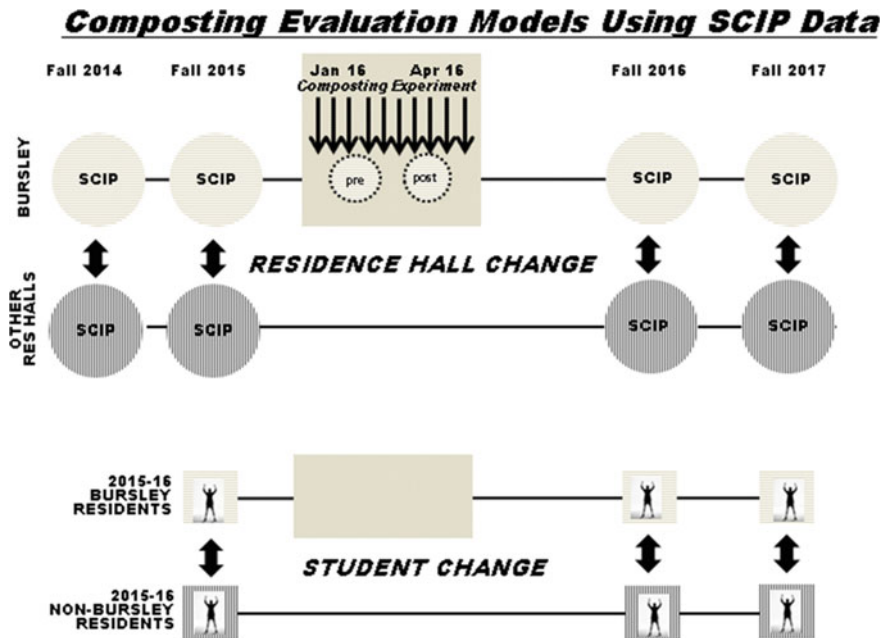 Composting Evaluation Models Using SCIP Data
Fall 2014 Fall 2015 Jan 16 Apr 16 Fall 2016 Fall 2017
Composting Experiment
BURSLEY
SCIP SCIP pre post SCIP SCIP
RESIDENCE HALL CHANGE
OTHER
RES HALLS
SCIP SCIP SCIP SCIP
2015-16
BURSLEY
RESIDENTS
STUDENT CHANGE
2015-16
NON-BURSLEY
RESIDENTS